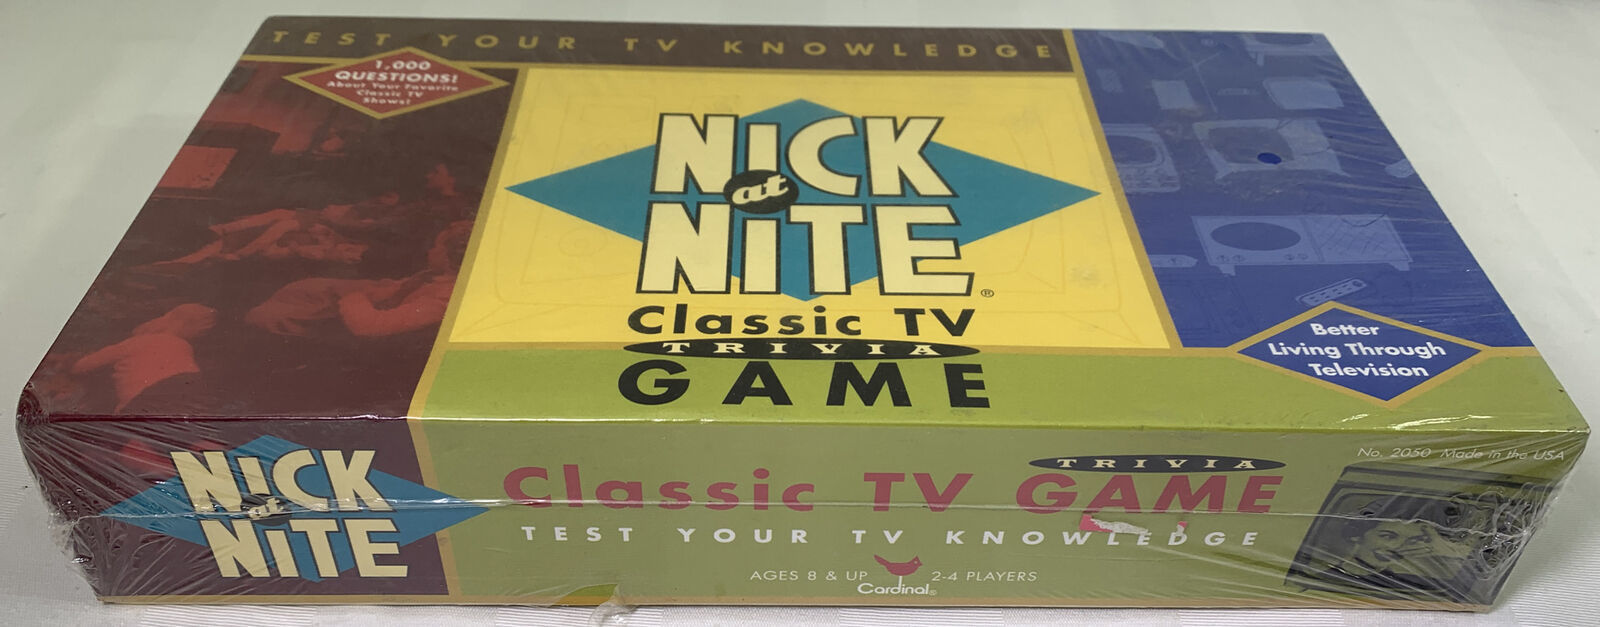 TEST YOUR TV KNOWLEDGE
1,000
QUESTIONS!
About Your Favorite
Classic TV
Shows!
NiCK
at
NiTE®
Classic TV
TRIVIA
GAME
Better
Living Through
Television
No. 2050 Made in the USA
NiCK
at
NiTE
TRIVIA
Classic TV GAME
TEST YOUR TV KNOWLEDGE
AGES 8 & UP 2-4 PLAYERS
Cardinal®